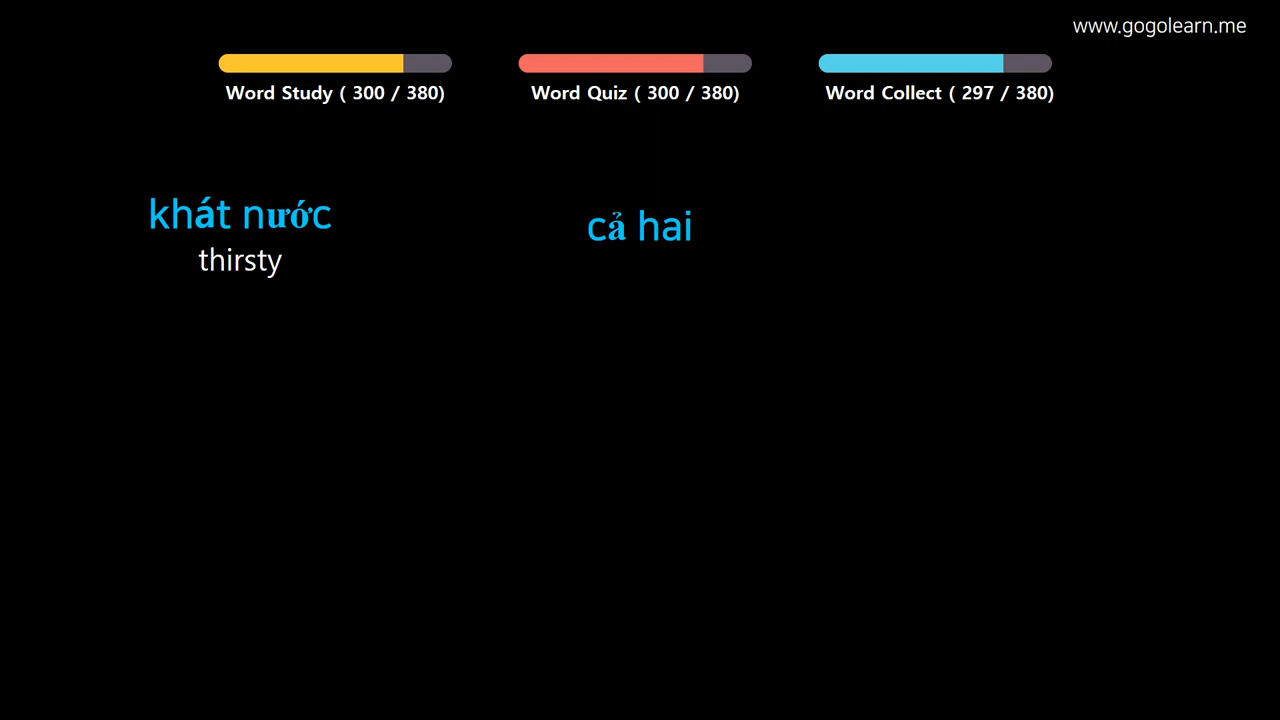 www.gogolearn.me
Word Study ( 300 / 380)
Word Quiz ( 300 / 380)
Word Collect ( 297 / 380)
khát nước
thirsty
cả hai